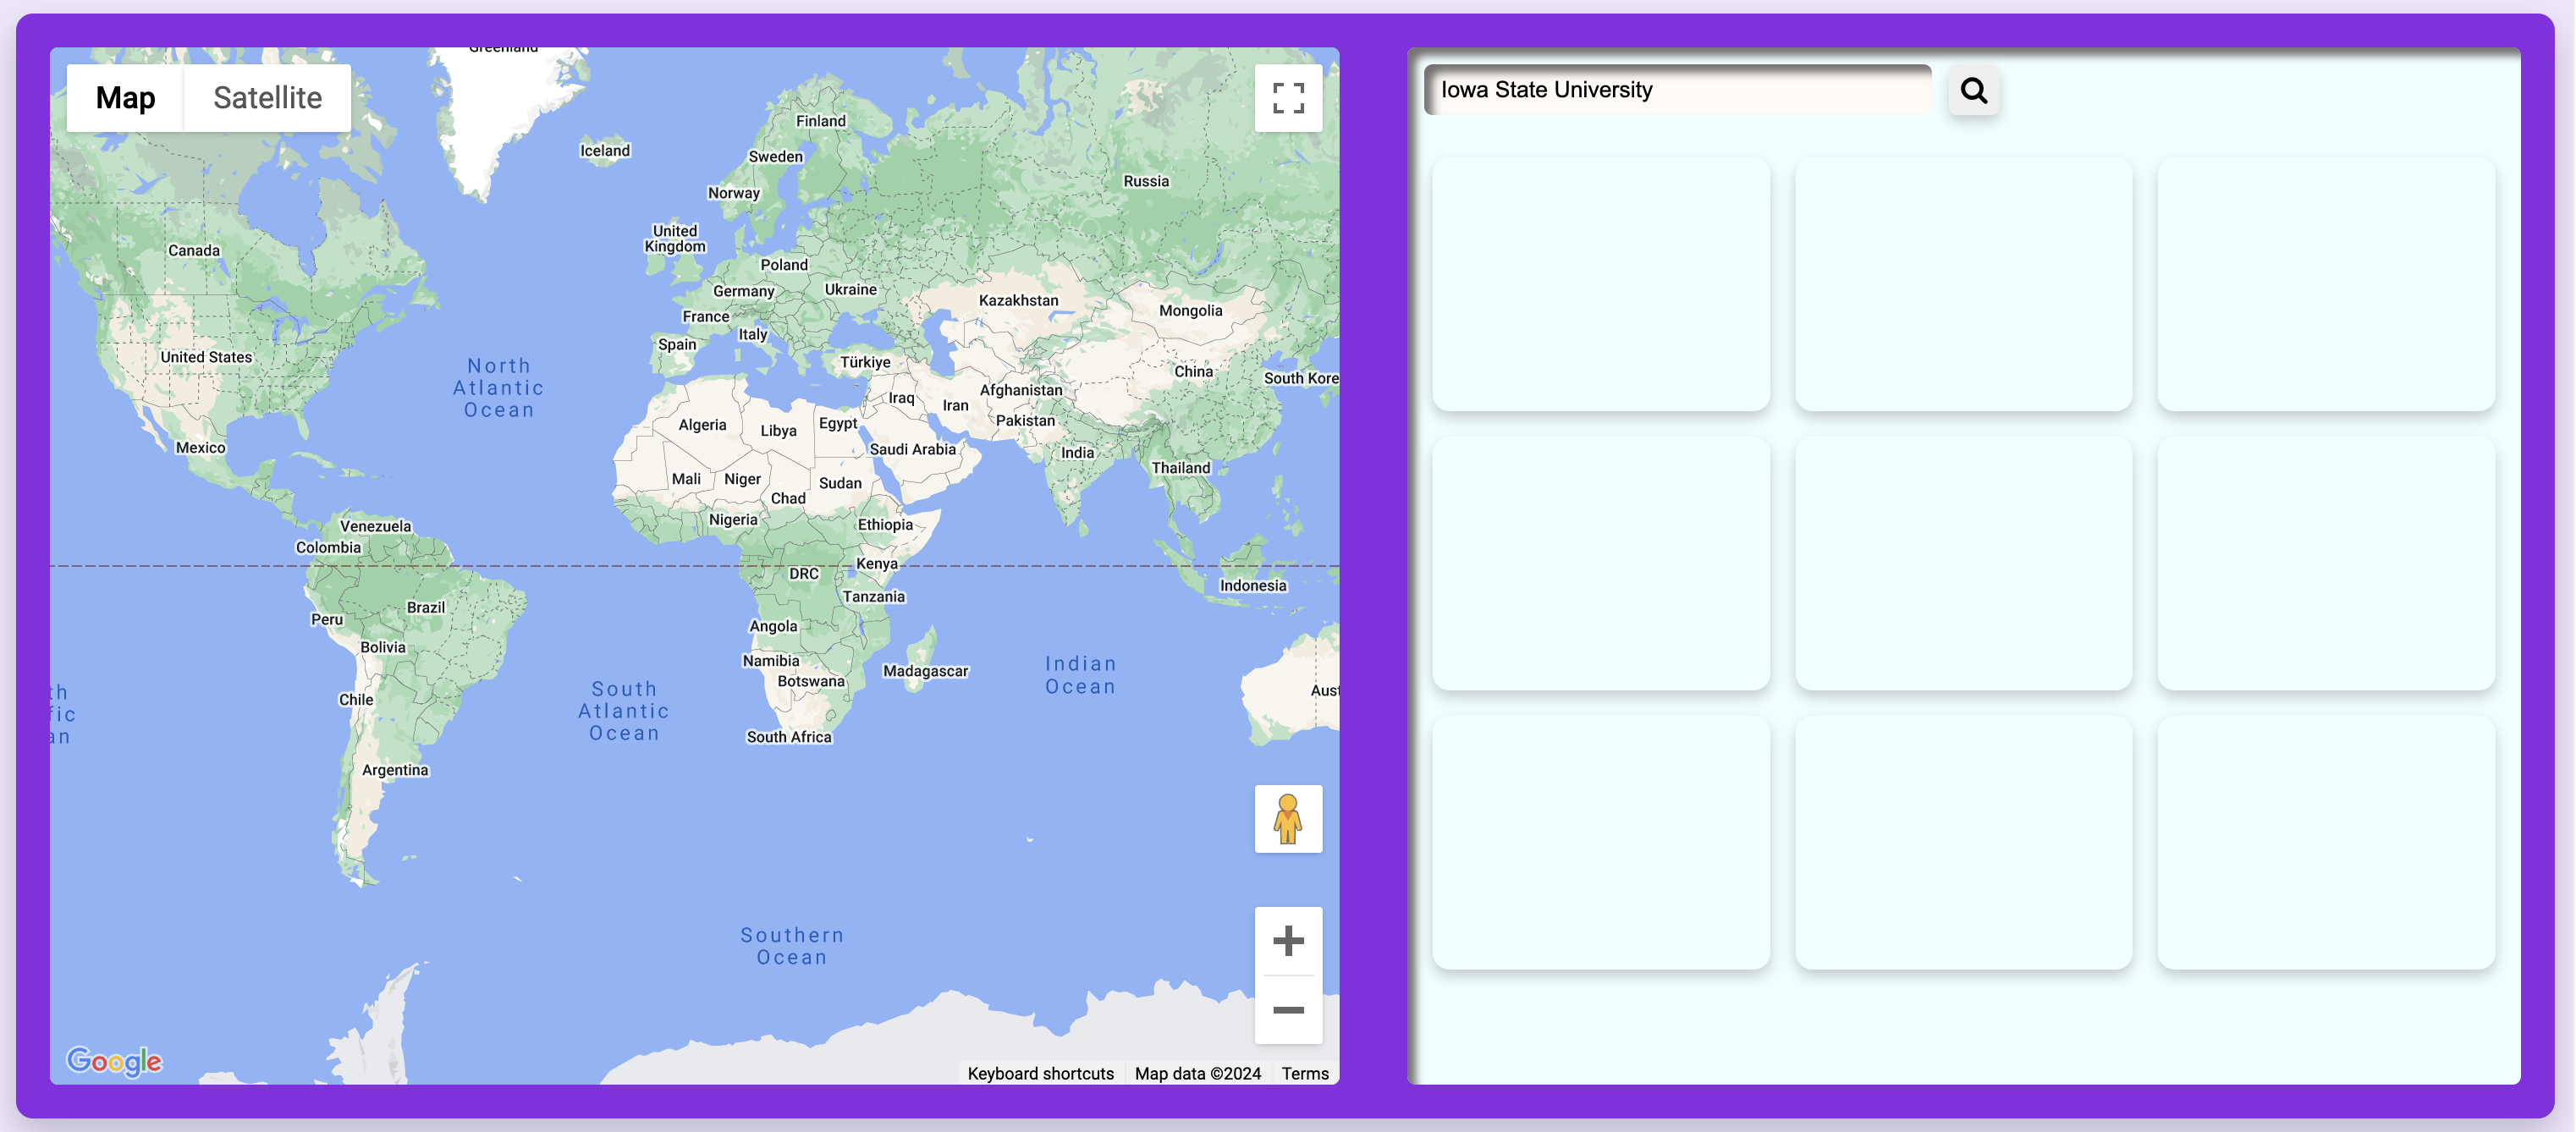 Greenland
Map
Satellite
Iowa State University
Finland
Iceland
Sweden
Russia
Norway
United
Kingdom
Canada
Poland
Germany
Ukraine
Kazakhstan
Mongolia
France
Italy
Spain
United States
Türkiye
North
Atlantic
Ocean
China
South Kore
Afghanistan
Iraq
Iran
Pakistan
Algeria
Libya
Egypt
Mexico
Saudi Arabia
India
Thailand
Mali
Niger
Sudan
Chad
Nigeria
Venezuela
Ethiopia
Colombia
Kenya
DRC
Indonesia
Tanzania
Brazil
Peru
Angola
Bolivia
Namibia
Madagascar
Botswana
Indian
Ocean
Chile
South
Atlantic
Ocean
th
fic
an
Aust
South Africa
Argentina
Southern
Ocean
Google
Keyboard shortcuts
Map data ©2024
Terms